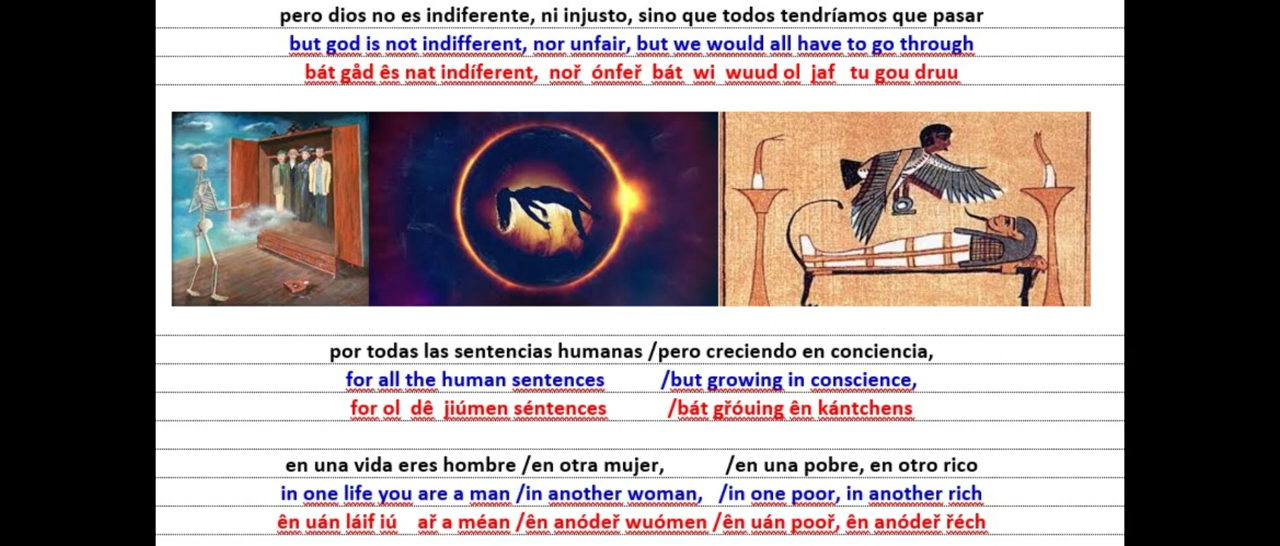 pero dios no es indiferente, ni injusto, sino que todos tendríamos que pasar
but god is not indifferent, nor unfair, but we would all have to go through
bát gåd ês nat indíferent, noř ónfeř bát wi wuud ol jaf tu gou druu
por todas las sentencias humanas /pero creciendo en conciencia,
for all the human sentences /but growing in conscience,
for ol dê jiúmen séntences /bát gřóuing ên kántchens
en una vida eres hombre /en otra mujer, /en una pobre, en otro rico
in one life you are a man /in another woman, /in one poor, in another rich
ên uán láif iú ař a méan /ên anódeř wuómen /ên uán pooř, ên anódeř řéch